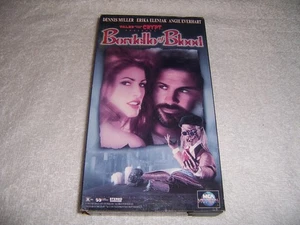 DENNIS MILLER ERIKA ELENIAK ANGIE EVERHART
TALES FROM THE CRYPT
Bordello of Blood